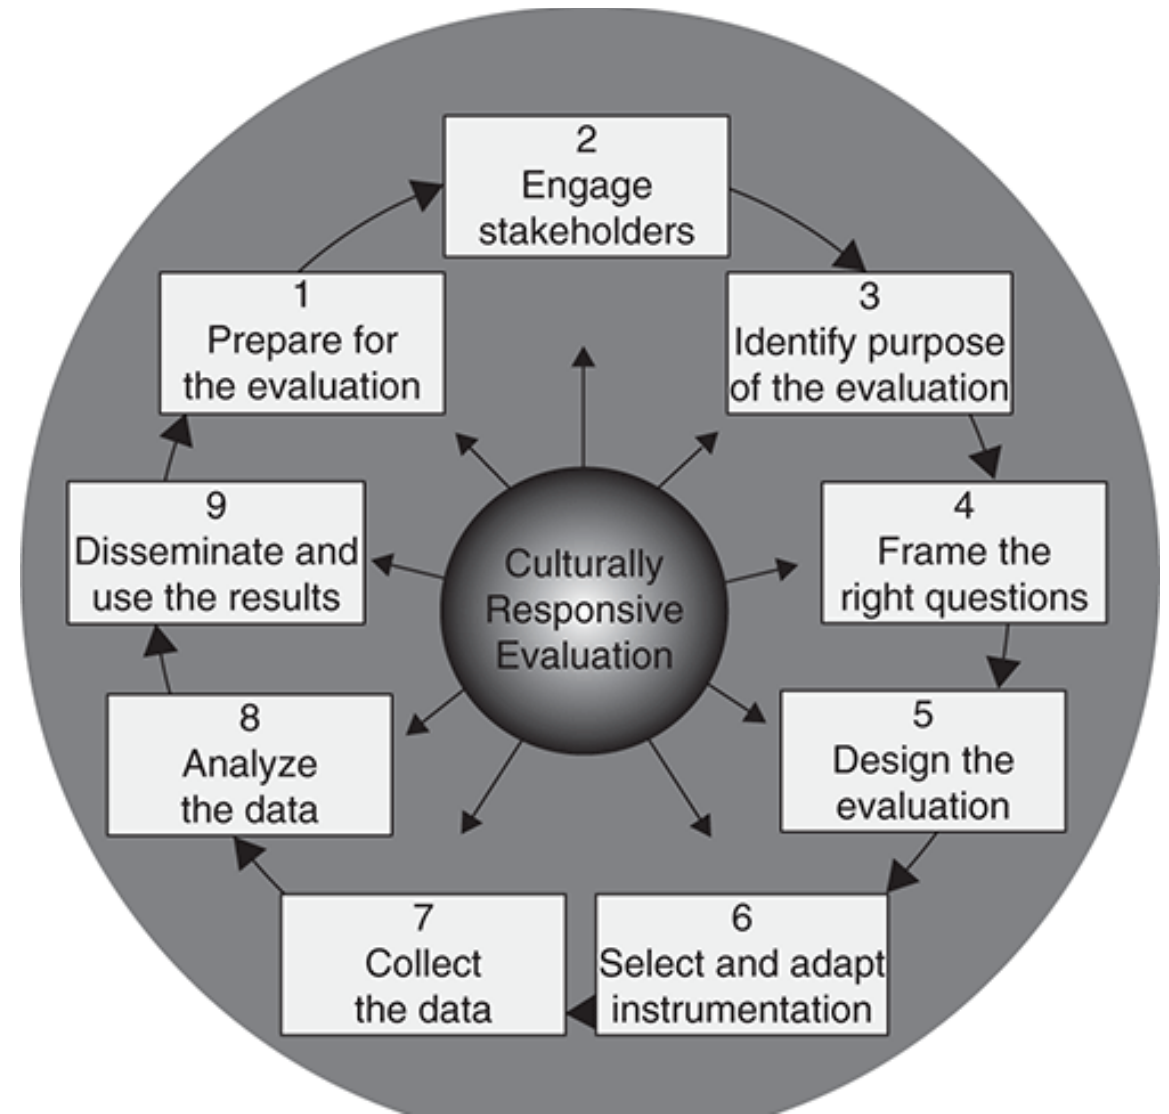 2
Engage
stakeholders
1
Prepare for
the evaluation
3
Identify purpose
of the evaluation
9
Disseminate and
use the results
Culturally
Responsive
Evaluation
4
Frame the
right questions
8
Analyze
the data
5
Design the
evaluation
7
Collect
the data
6
Select and adapt
instrumentation